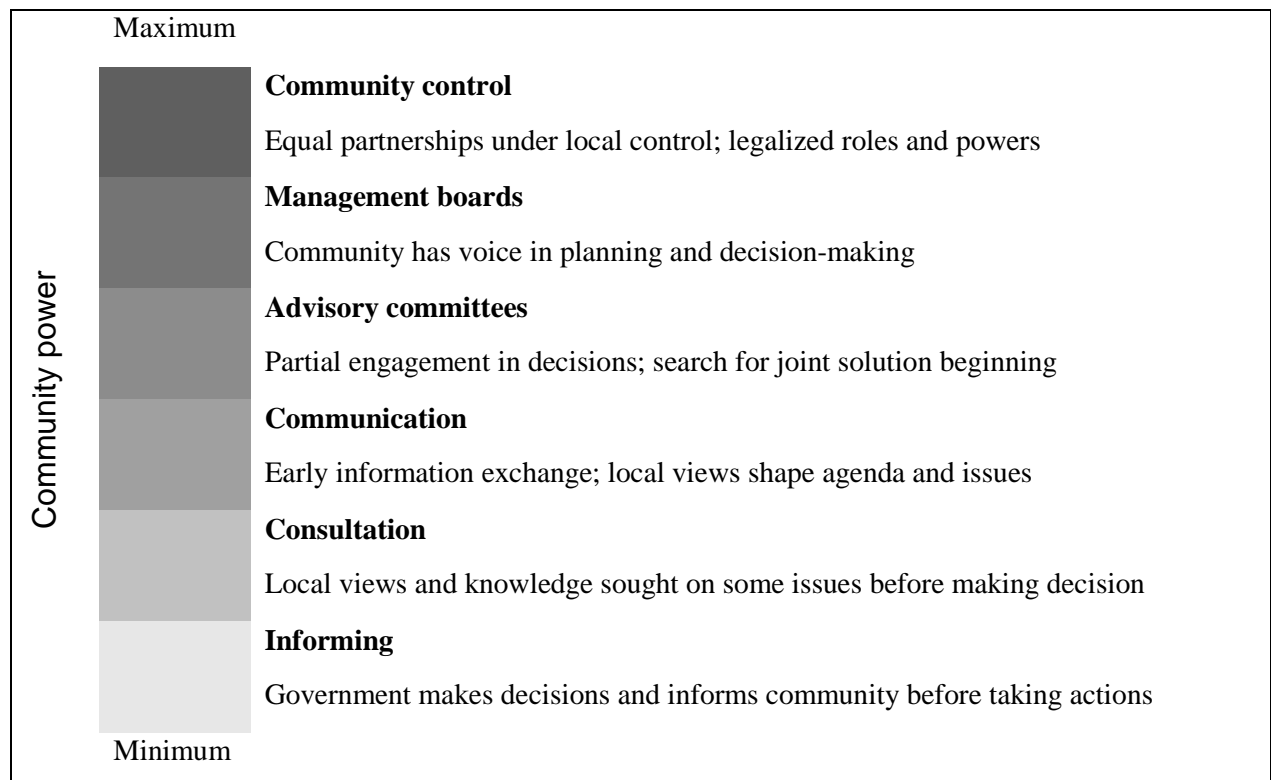 Maximum
Community control
Equal partnerships under local control; legalized roles and powers
Management boards
Community has voice in planning and decision-making
Advisory committees
Partial engagement in decisions; search for joint solution beginning
Communication
Early information exchange; local views shape agenda and issues
Consultation
Local views and knowledge sought on some issues before making decision
Informing
Government makes decisions and informs community before taking actions
Minimum
Community power